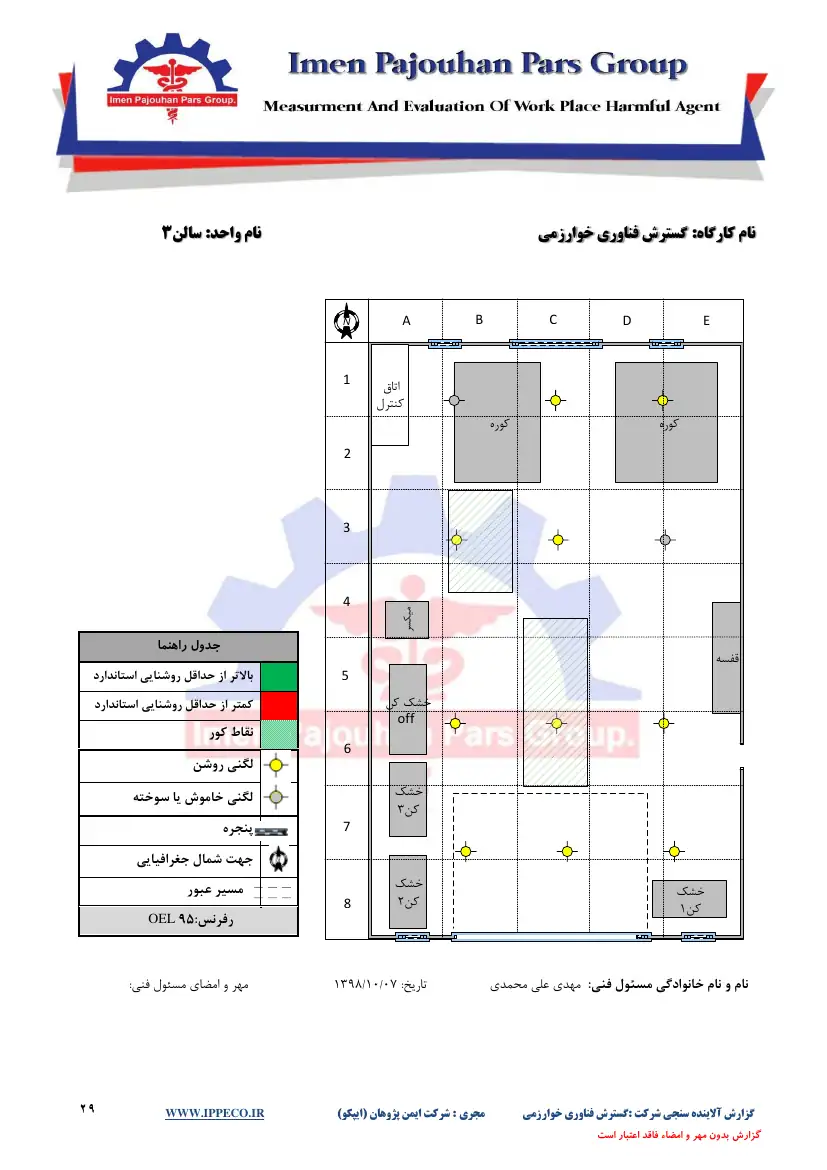 Imen Pajouhan Pars Group
Imen Pajouhan Pars Group.
Measurment And Evaluation Of Work Place Harmful Agent
نام کارگاه: گسترش فناوری خوارزمی نام واحد: سالن۳
N A B C D E
1
اتاق
کنترل
کوره کوره
2
3
4
میکسر
قفسه
5
خشک کن
off
6
خشک
کن۳
7
خشک
کن۲
خشک
کن۱
8
جدول راهنما
بالاتر از حداقل روشنایی استاندارد
کمتر از حداقل روشنایی استاندارد
نقاط کور
لگنی روشن
لگنی خاموش یا سوخته
پنجره
جهت شمال جغرافیایی
مسیر عبور
رفرنس:OEL ۹۵
Imen Pajouhan Pars Group.
نام و نام خانوادگی مسئول فنی: مهدی علی محمدی تاریخ: ۱۳۹۸/۱۰/۰۷ مهر و امضای مسئول فنی:
گزارش آلاینده سنجی شرکت :گسترش فناوری خوارزمی مجری : شرکت ایمن پژوهان (ایپکو) WWW.IPPECO.IR ۲۹
گزارش بدون مهر و امضاء فاقد اعتبار است